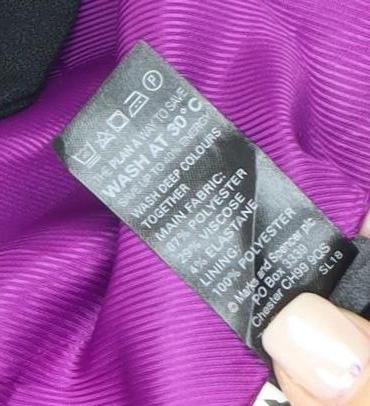 P
THE PLAN A WAY TO SAVE
WASH AT 30°C
SAVE UP TO ENERGY
WASH DEEP COLOURS
TOGETHER
MAIN FABRIC:
67% POLYESTER
29% VISCOSE
4% ELASTANE
LINING:
100% POLYESTER
© Marks and Spencer plc
PO Box 3339
Chester CH99 9QS
SL18